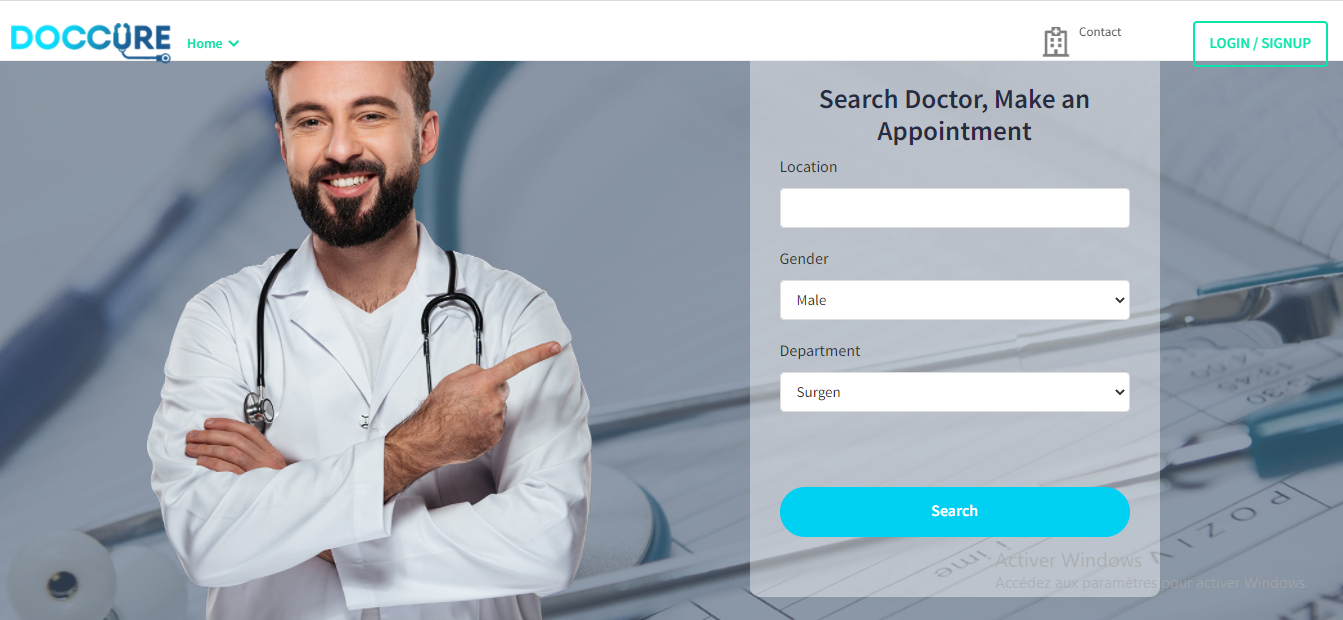 DOCCURE
Home
Contact
LOGIN / SIGNUP
Search Doctor, Make an
Appointment
Location
Gender
Male
Department
Surgen
Search
Activer Windows
Accédez aux paramètres pour activer Windows.